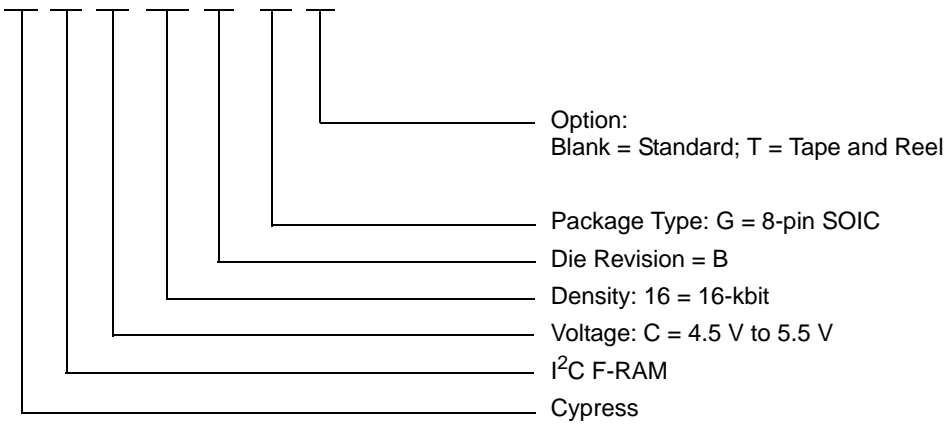 Option:
Blank = Standard; T = Tape and Reel
Package Type: G = 8-pin SOIC
Die Revision = B
Density: 16 = 16-kbit
Voltage: C = 4.5 V to 5.5 V
I²C F-RAM
Cypress